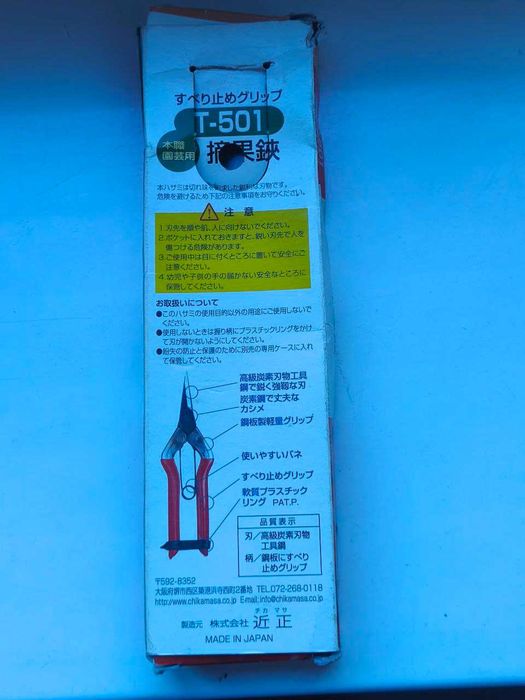 すべり止めグリップ
T-501
本職
園芸用
摘果鋏
本ハサミは切れ味を
した鋭利な刃物です。
危険を避けるため下記の注意事項をお守りください。
注 意
1.刃先を顔や肌、人に向けないでください。
2.ポケットに入れておきますと、鋭い刃先で人を
傷つける危険があります。
3.ご使用中は目に付くところに置いて安全にご
注意ください。
4.幼児や子供の手の届かない安全なところに
保管してください。
お取扱いについて
●このハサミの使用目的以外の用途にご使用しないで
ください。
●使用しないときは握り柄にプラスチックリングをかけ
て刃が開かないようにしてください。
●紛失の防止と保護のために別売の専用ケースに入れ
て保管してください。
高級炭素刃物工具
鋼で鋭く強靱な刃
炭素鋼で丈夫な
カシメ
鋼板製軽量グリップ
使いやすいバネ
すべり止めグリップ
軟質プラスチック
リング PAT.P.
品質表示
刃/高級炭素刃物
工具鋼
柄/鋼板にすべり
止めグリップ
〒592-8352
大阪府堺市西区築港浜寺西町2番地 TEL.072-268-0118
http://www.chikamasa.co.jp E-mail:info@chikamasa.co.jp
チカ マサ
製造元 株式会社 近正
MADE IN JAPAN